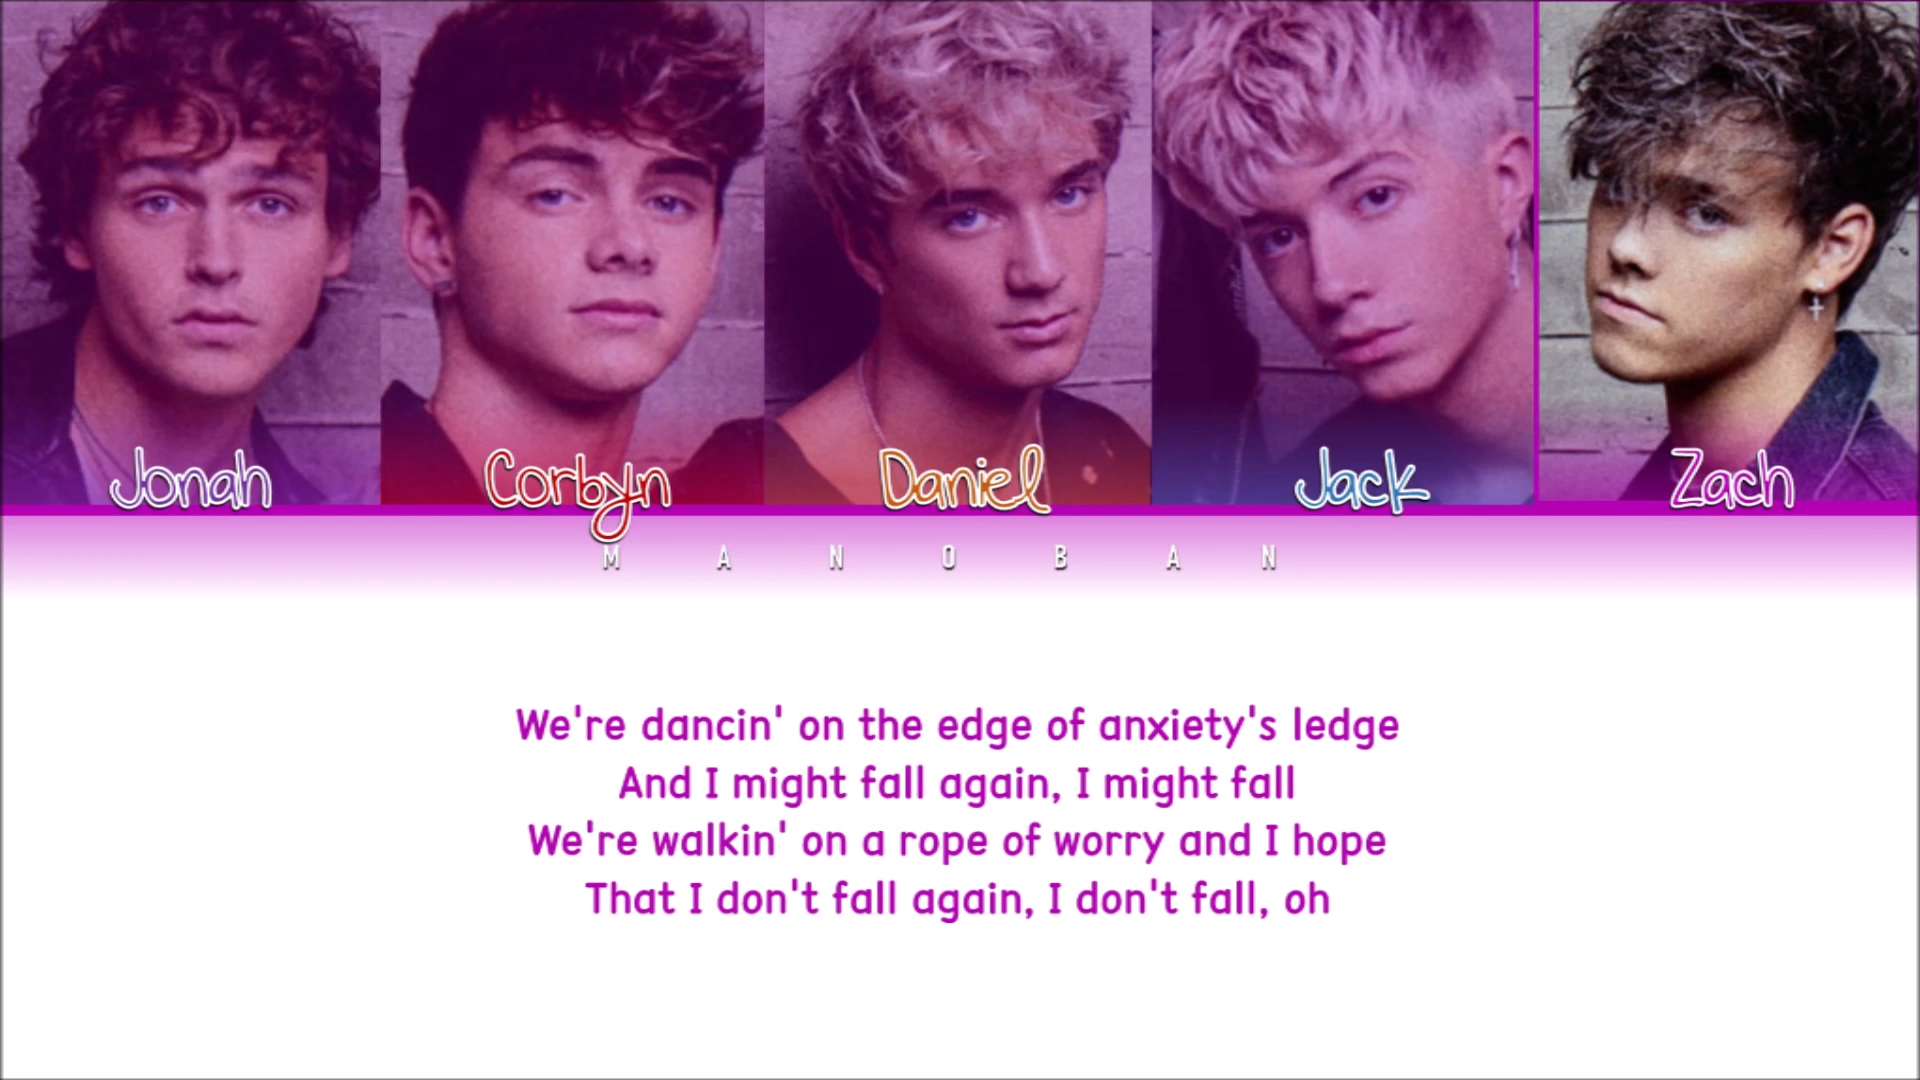 Jonah Corbyn Daniel Jack Zach
M A N O B A N
We're dancin' on the edge of anxiety's ledge
And I might fall again, I might fall
We're walkin' on a rope of worry and I hope
That I don't fall again, I don't fall, oh